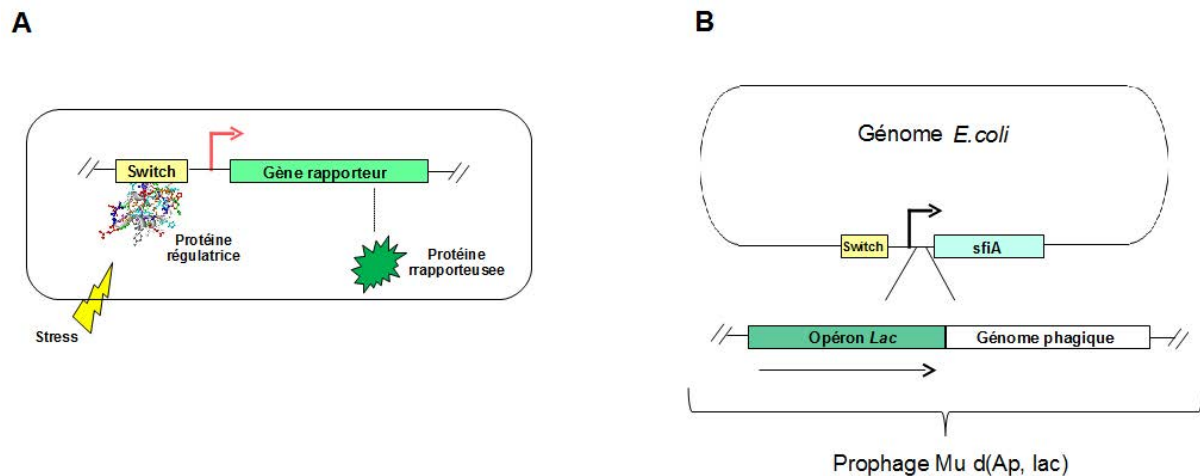 A
Switch
Gène rapporteur
Protéine
régulatrice
Protéine
rrapporteusee
Stress
B
Génome E.coli
Switch
sfiA
Opéron Lac
Génome phagique
Prophage Mu d(Ap, lac)